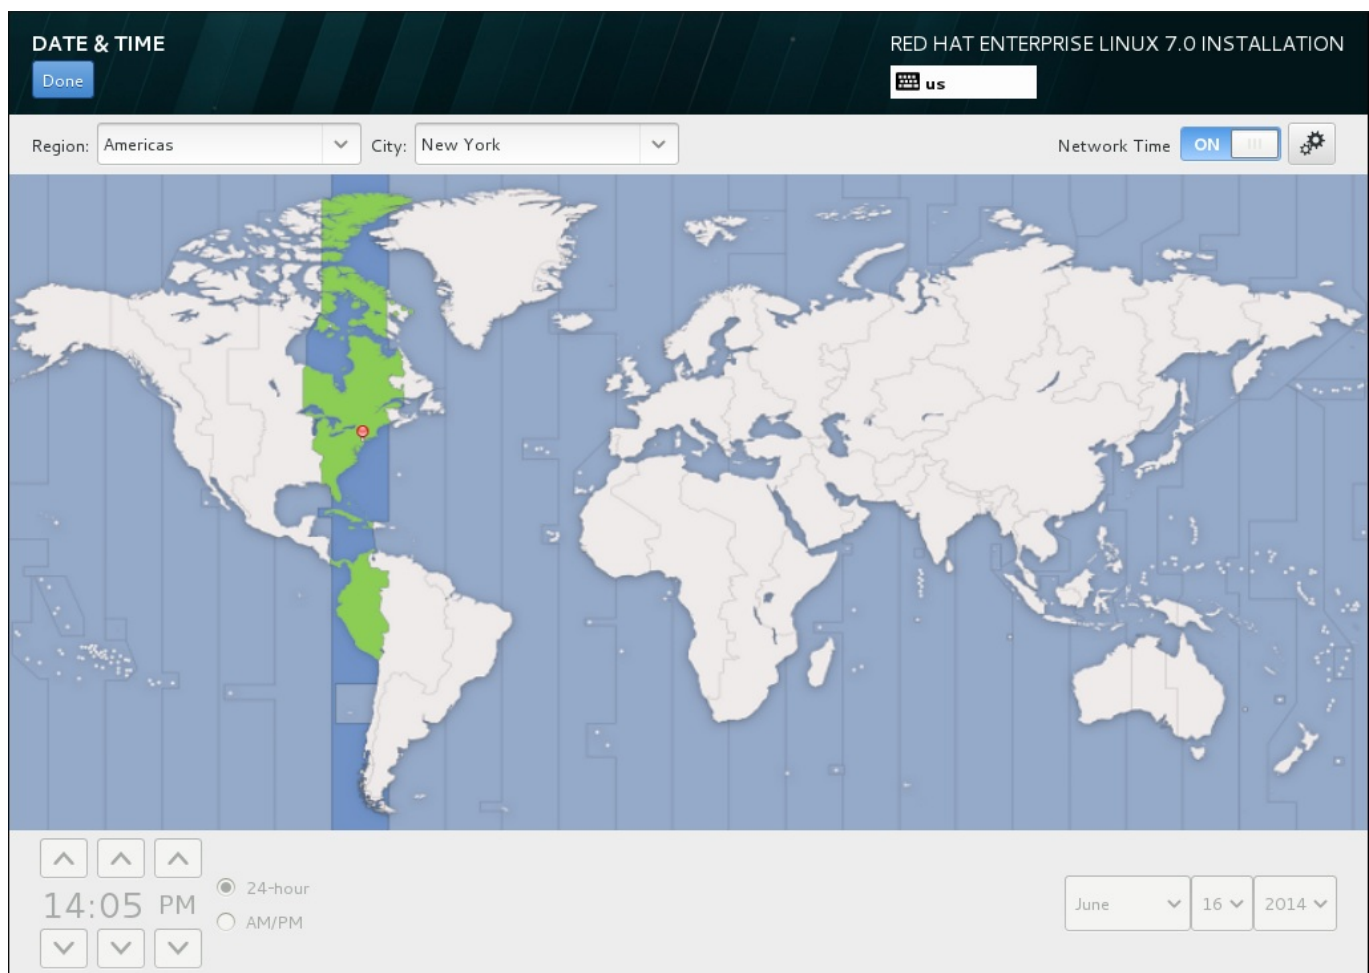 DATE & TIME
RED HAT ENTERPRISE LINUX 7.0 INSTALLATION
Done
us
Region: Americas City: New York Network Time ON
14:05 PM
24-hour
AM/PM
June 16 2014